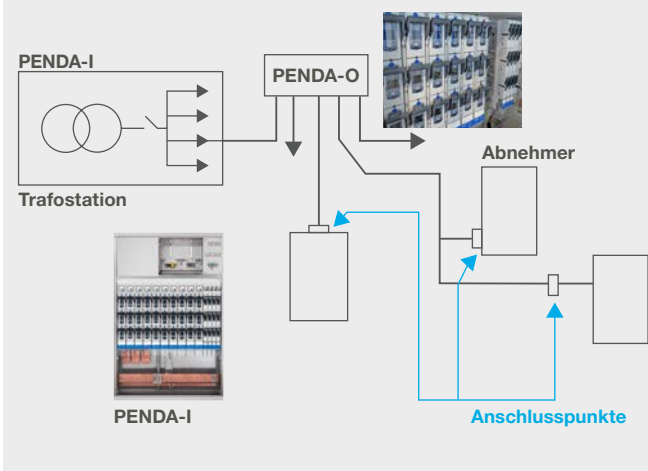 PENDA-I
PENDA-O
Abnehmer
Trafostation
PENDA-I
Anschlusspunkte